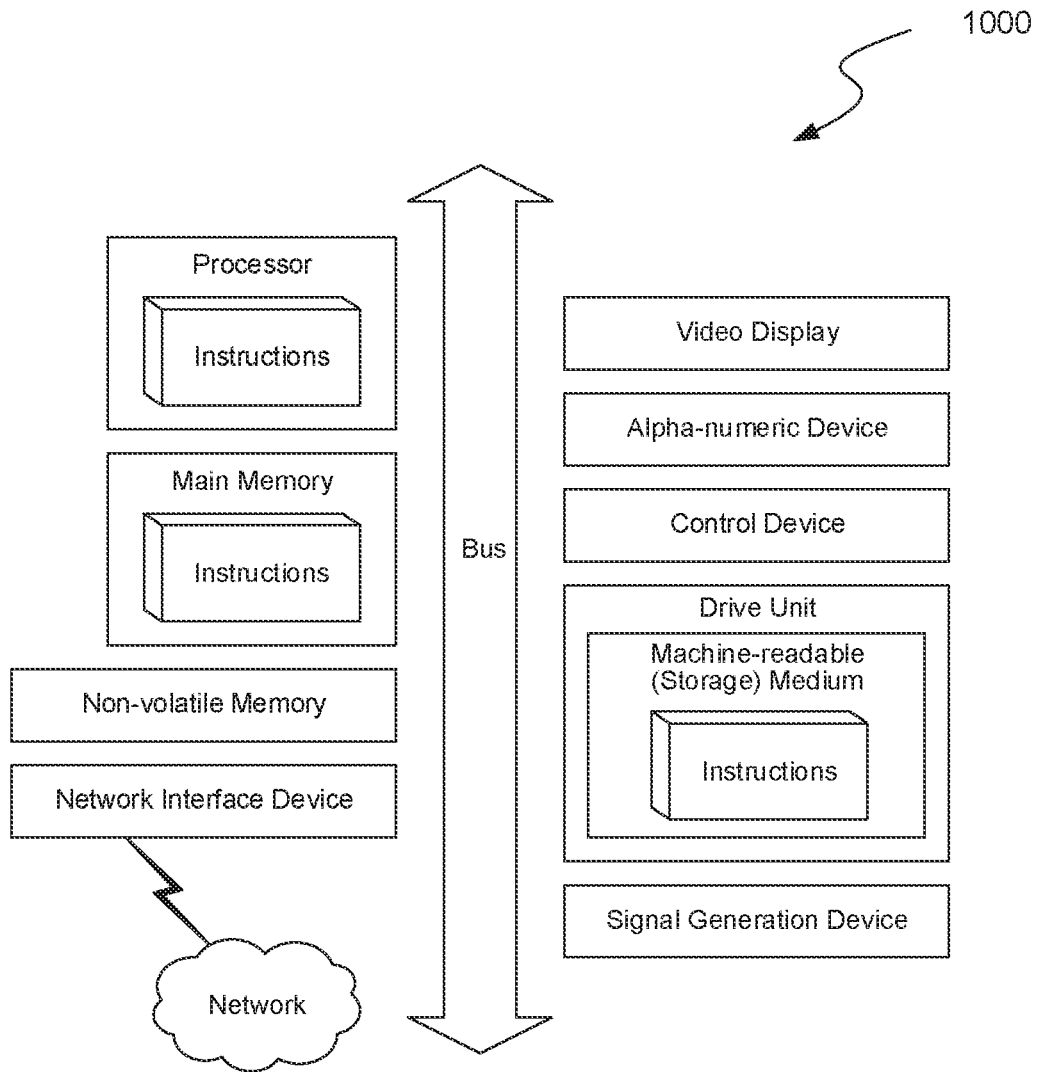 1000
Processor
Instructions
Main Memory
Instructions
Non-volatile Memory
Network Interface Device
Network
Bus
Video Display
Alpha-numeric Device
Control Device
Drive Unit
Machine-readable
(Storage) Medium
Instructions
Signal Generation Device